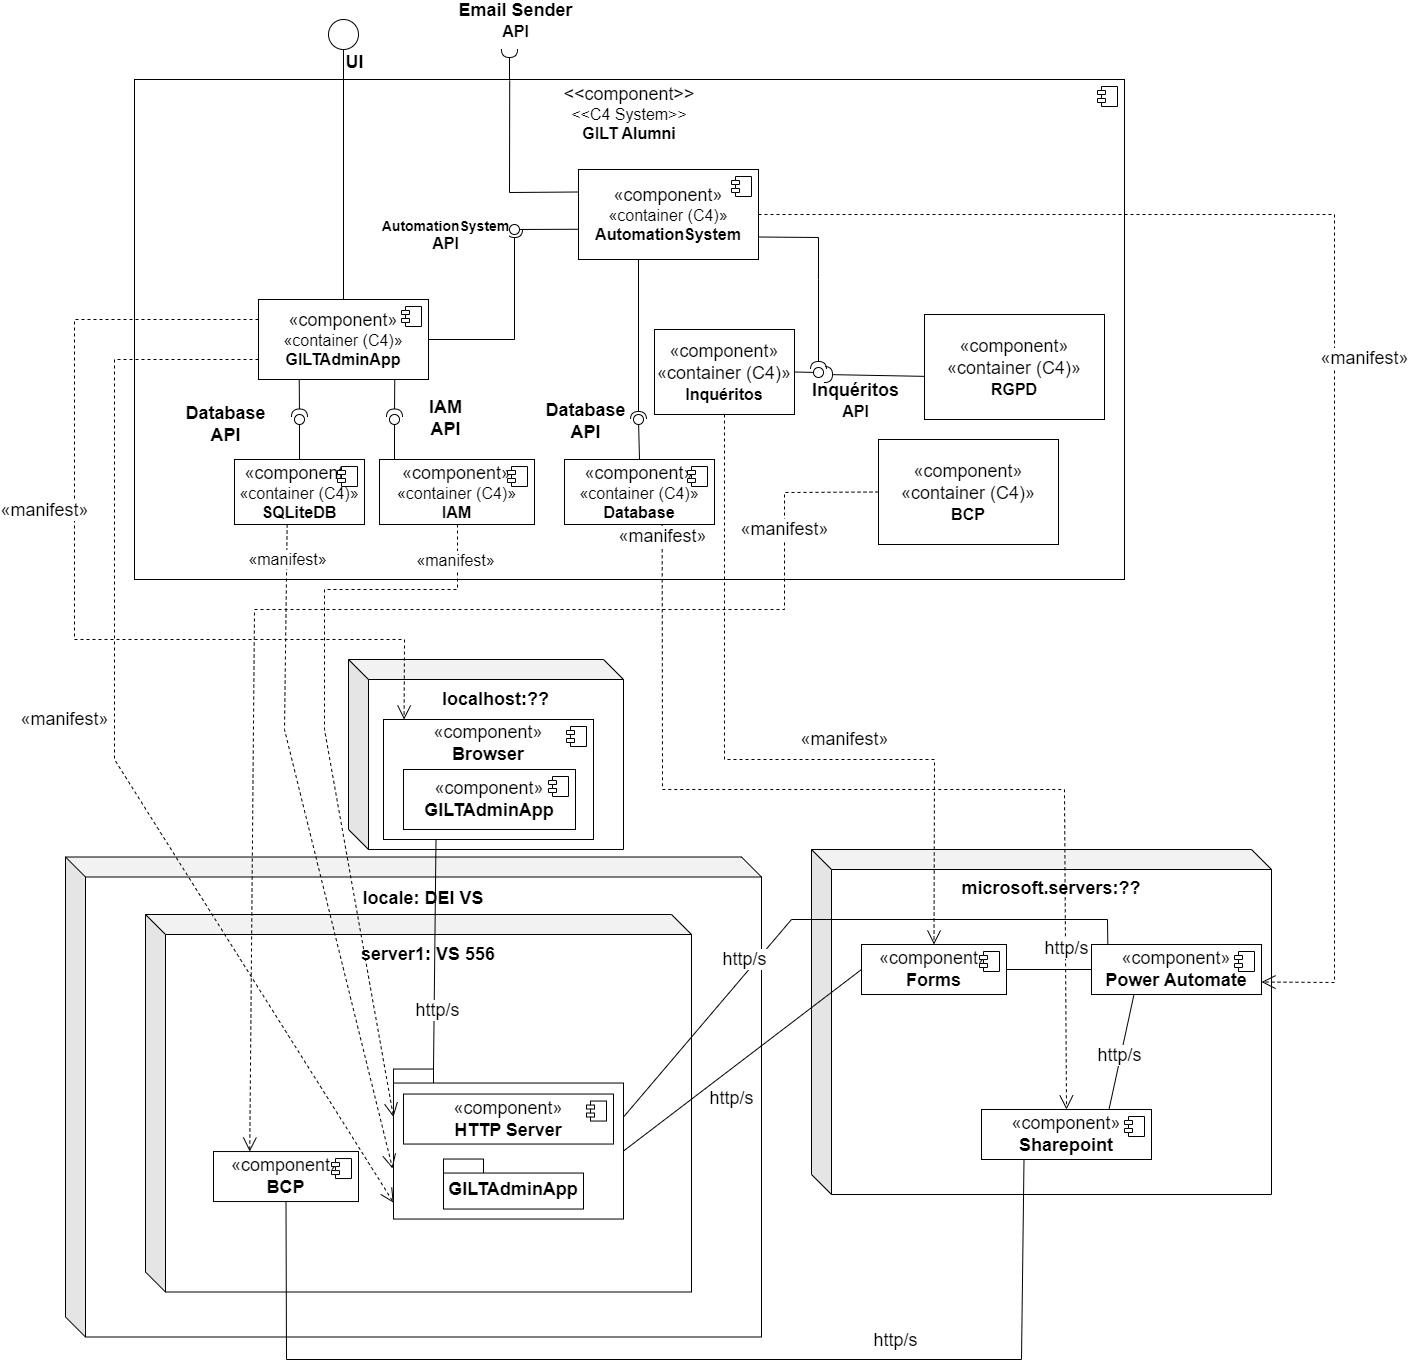 Email Sender
API
UI
<<component>>
<<C4 System>>
GILT Alumni
«component»
«container (C4)»
AutomationSystem
AutomationSystem
API
«component»
«container (C4)»
GILTAdminApp
«component»
«container (C4)»
Inquéritos
«component»
«container (C4)»
RGPD
«manifest»
Inquéritos
API
Database
API
IAM
API
Database
API
«component»
«container (C4)»
SQLiteDB
«component»
«container (C4)»
IAM
«component»
«container (C4)»
Database
«component»
«container (C4)»
BCP
«manifest»
«manifest»
«manifest»
«manifest»
«manifest»
«manifest»
«manifest»
localhost:??
«component»
Browser
«component»
GILTAdminApp
locale: DEI VS
server1: VS 556
http/s
«component»
HTTP Server
GILTAdminApp
«component»
BCP
http/s
http/s
microsoft.servers:??
«component»
Forms
http/s
«component»
Power Automate
http/s
«component»
Sharepoint
http/s